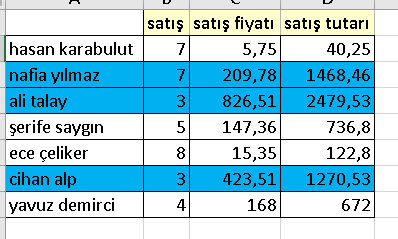 satış satış fiyatı satış tutarı
hasan karabulut 7 5,75 40,25
nafia yılmaz 7 209,78 1468,46
ali talay 3 826,51 2479,53
şerife saygın 5 147,36 736,8
ece çeliker 8 15,35 122,8
cihan alp 3 423,51 1270,53
yavuz demirci 4 168 672